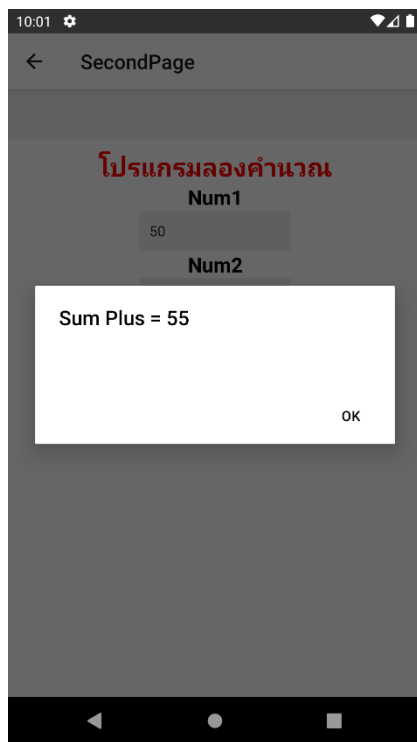 10:01
SecondPage
โปรแกรมลองคำนวณ
Num1
50
Num2
Sum Plus = 55
OK